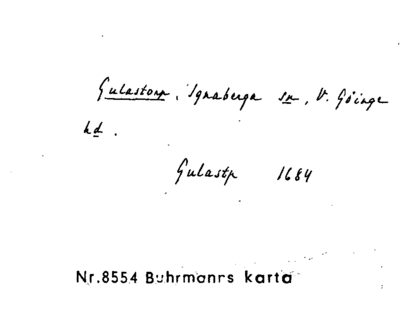 Gulastorp, Ignaberga sn, V. Göinge
hd.
Gulastp 1684
Nr.8554 Buhrmanns karta